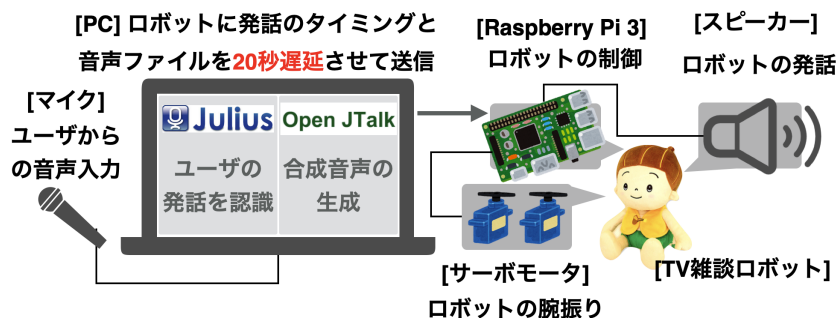 [PC] ロボットに発話のタイミングと
音声ファイルを20秒遅延させて送信
[マイク]
ユーザから
の音声入力
Julius
ユーザの
発話を認識
Open JTalk
合成音声の
生成
[Raspberry Pi 3]
ロボットの制御
[スピーカー]
ロボットの発話
[サーボモータ]
ロボットの腕振り
[TV雑談ロボット]